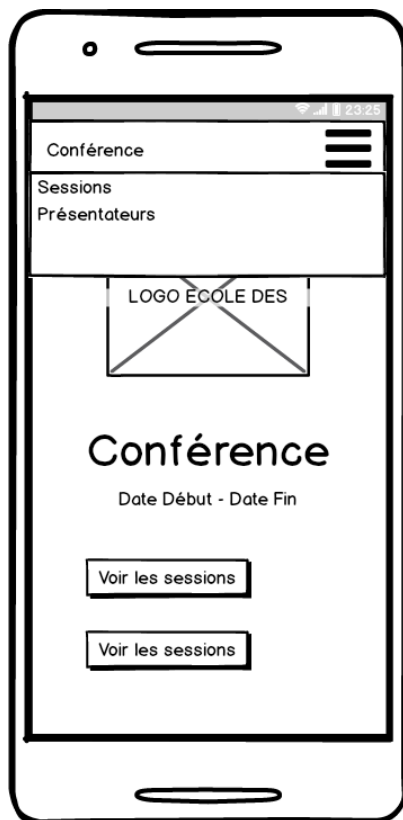 23:25
Conférence
Sessions
Présentateurs
LOGO ECOLE DES
Conférence
Date Début - Date Fin
Voir les sessions
Voir les sessions